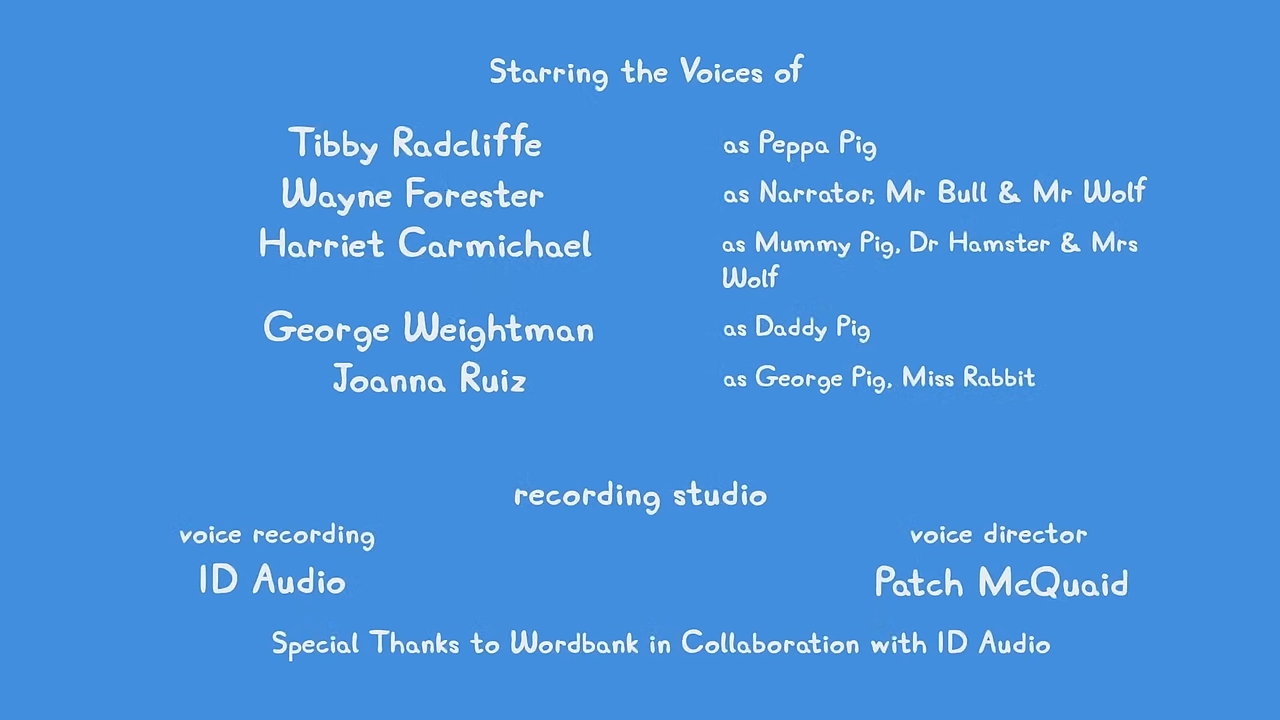 Starring the Voices of
Tibby Radcliffe as Peppa Pig
Wayne Forester as Narrator, Mr Bull & Mr Wolf
Harriet Carmichael as Mummy Pig, Dr Hamster & Mrs
Wolf
George Weightman as Daddy Pig
Joanna Ruiz as George Pig, Miss Rabbit
recording studio
voice recording voice director
ID Audio Patch McQuaid
Special Thanks to Wordbank in Collaboration with ID Audio